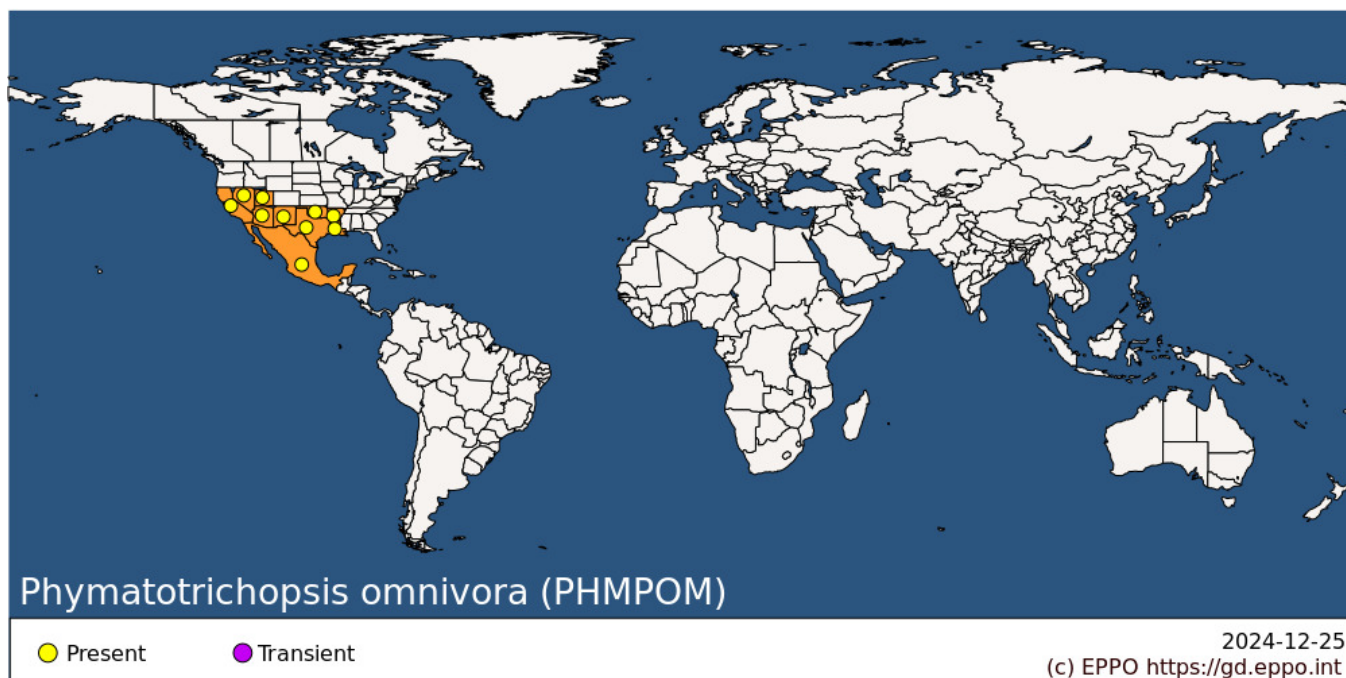 Phymatotrichopsis omnivora (PHMPOM)
Present
Transient
2024-12-25
(c) EPPO https://gd.eppo.int